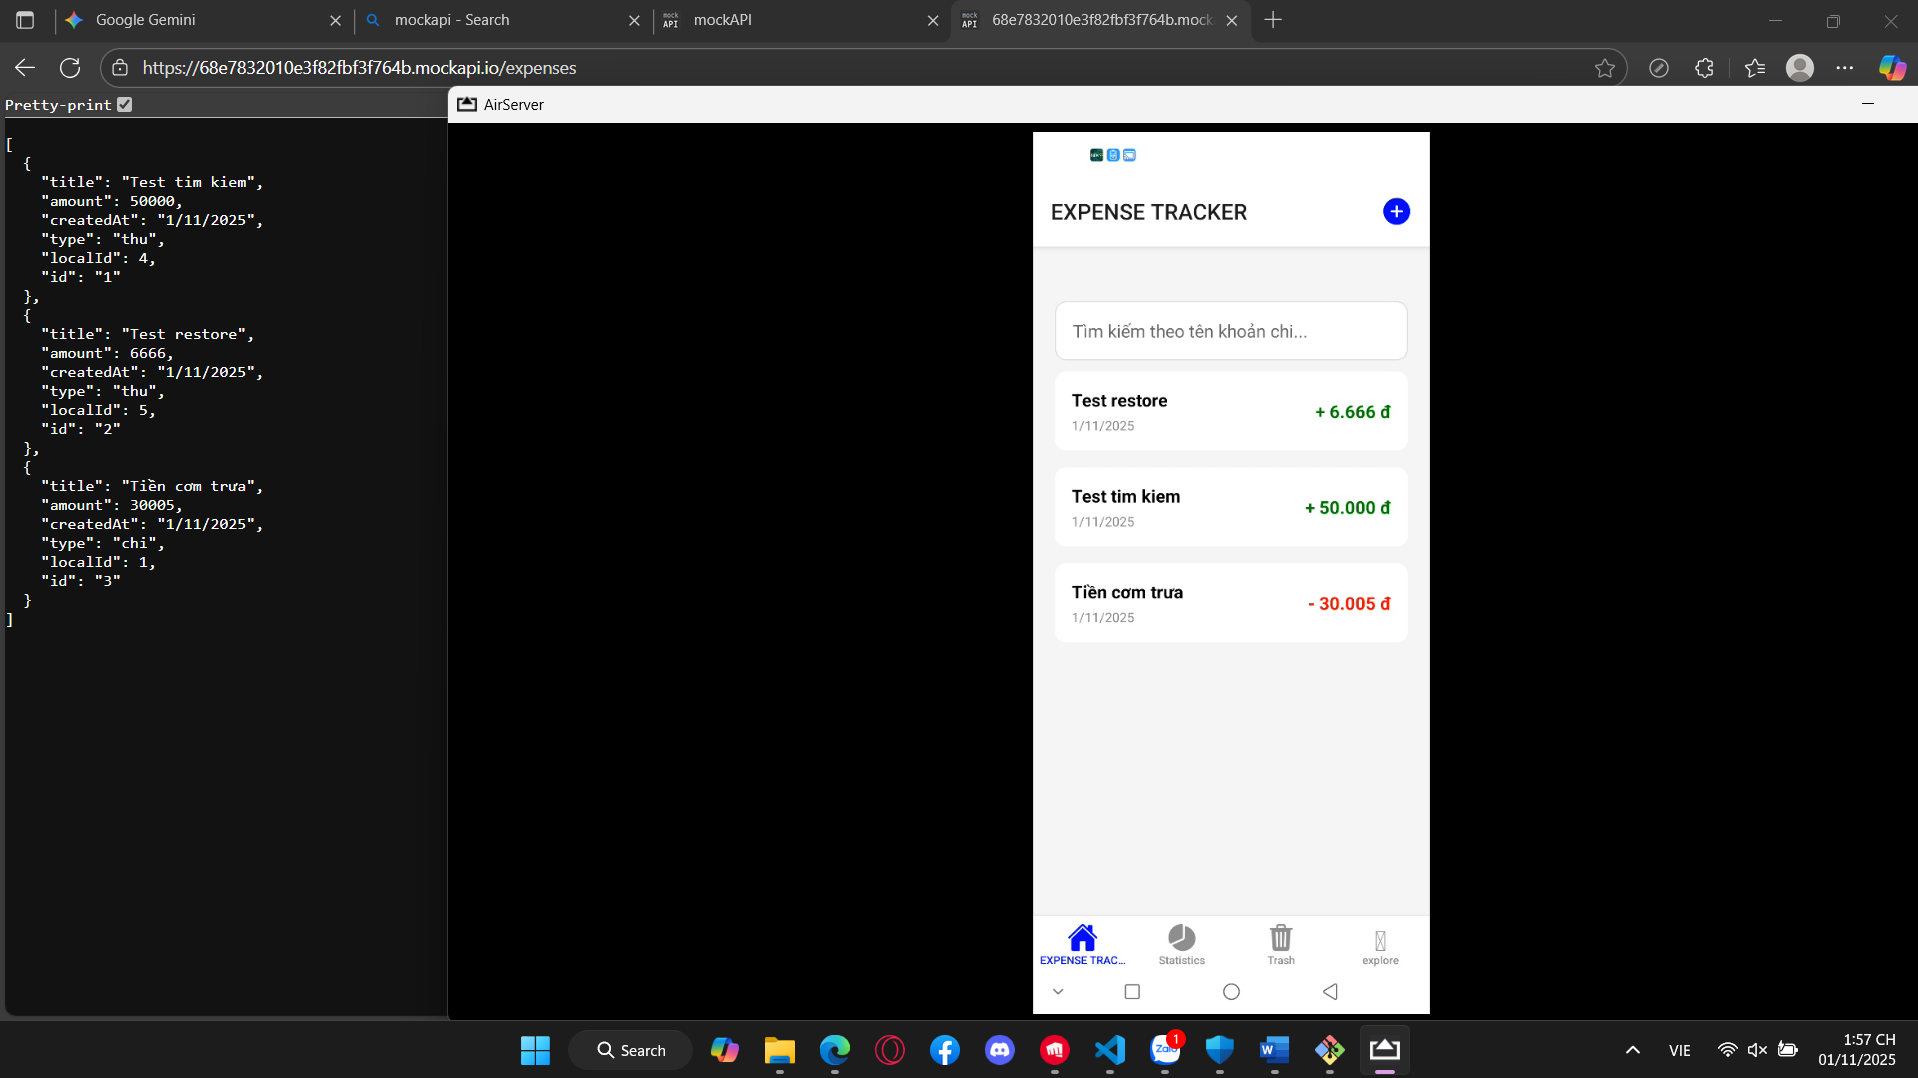 Google Gemini
mockapi - Search
mockAPI
68e7832010e3f82fbf3f764b.mock
https://68e7832010e3f82fbf3f764b.mockapi.io/expenses
Pretty-print
AirServer
[
{
"title": "Test tim kiem",
"amount": 50000,
"createdAt": "1/11/2025",
"type": "thu",
"localId": 4,
"id": "1"
},
{
"title": "Test restore",
"amount": 6666,
"createdAt": "1/11/2025",
"type": "thu",
"localId": 5,
"id": "2"
},
{
"title": "Tiền cơm trưa",
"amount": 30005,
"createdAt": "1/11/2025",
"type": "chi",
"localId": 1,
"id": "3"
}
]
EXPENSE TRACKER
Tìm kiếm theo tên khoản chi...
Test restore
+ 6.666 đ
1/11/2025
Test tim kiem
+ 50.000 đ
1/11/2025
Tiền cơm trưa
- 30.005 đ
1/11/2025
EXPENSE TRAC...
Statistics
Trash
explore
Search
Zalo
1
VIE
1:57 CH
01/11/2025